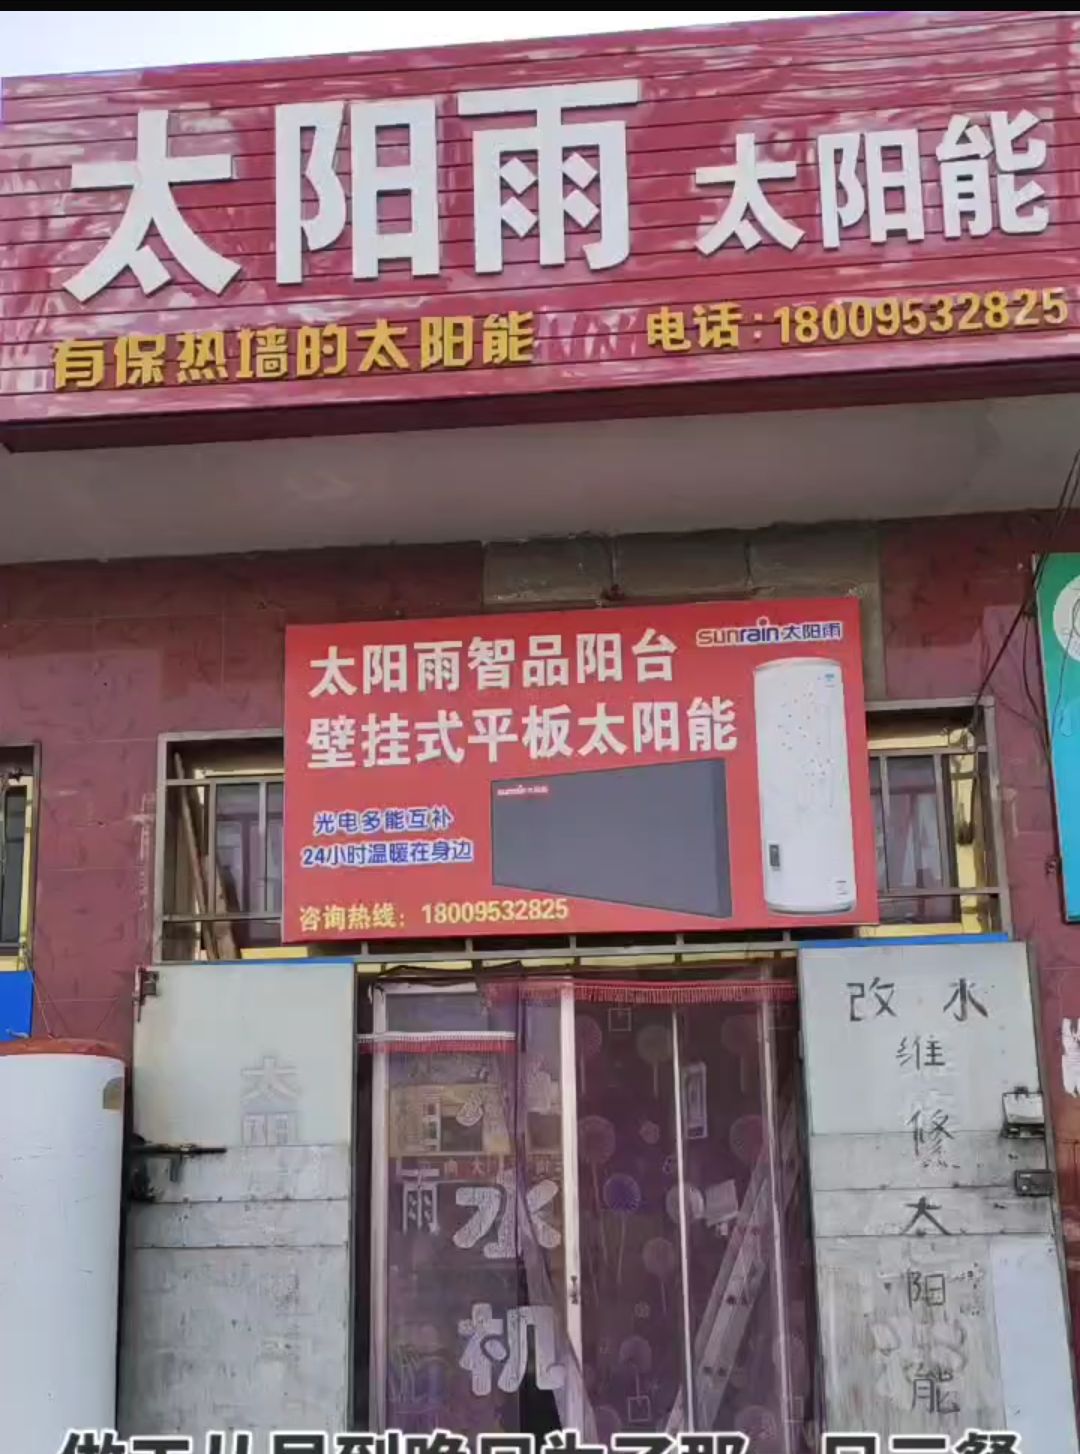 太阳雨 太阳能
有保热墙的太阳能 电话:18009532825
sunrain太阳雨
太阳雨智品阳台
壁挂式平板太阳能
光电多能互补
24小时温暖在身边
咨询热线：18009532825
改水
维
修
太
阳
能
太
阳
雨
水
机